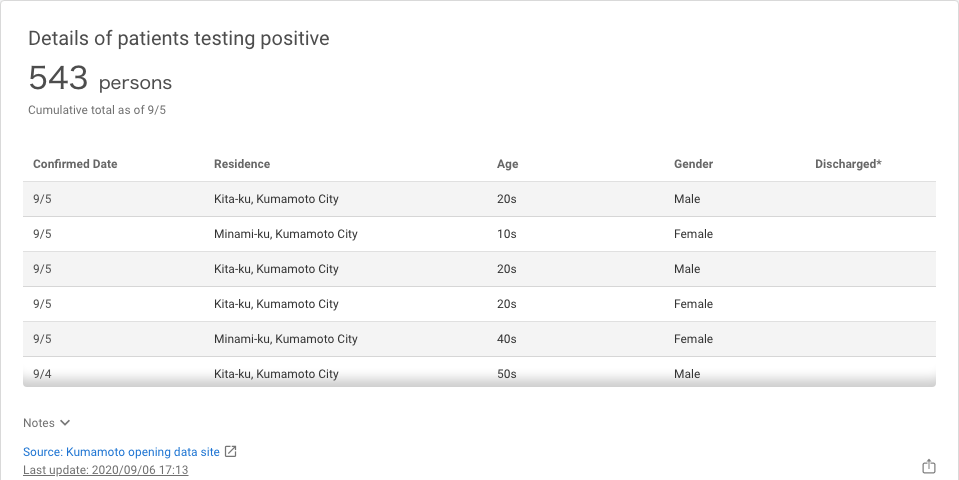 Details of patients testing positive
543 persons
Cumulative total as of 9/5
Confirmed Date Residence Age Gender Discharged*
9/5 Kita-ku, Kumamoto City 20s Male
9/5 Minami-ku, Kumamoto City 10s Female
9/5 Kita-ku, Kumamoto City 20s Male
9/5 Kita-ku, Kumamoto City 20s Female
9/5 Minami-ku, Kumamoto City 40s Female
9/4 Kita-ku, Kumamoto City 50s Male
Notes
Source: Kumamoto opening data site
Last update: 2020/09/06 17:13